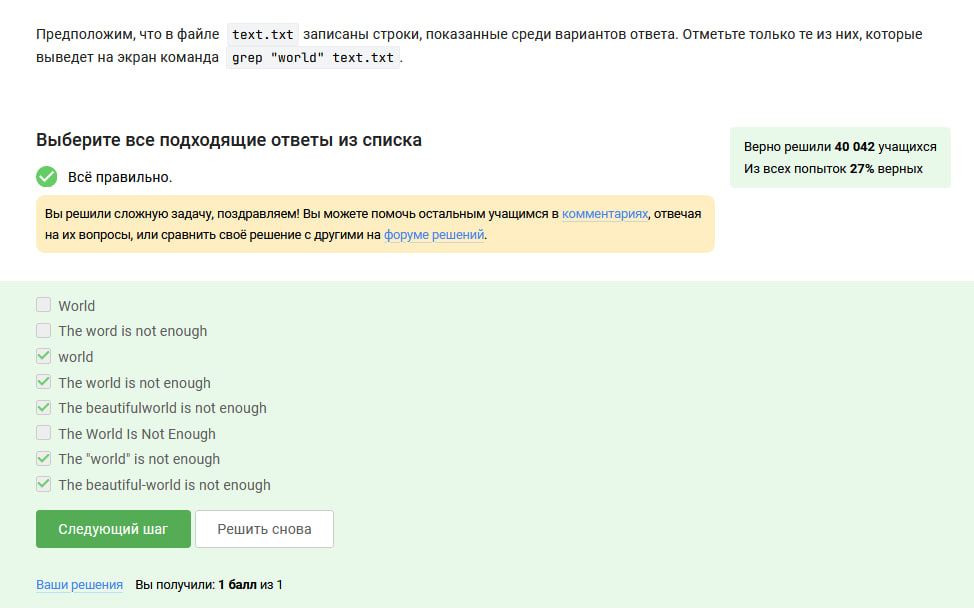 Предположим, что в файле text.txt записаны строки, показанные среди вариантов ответа. Отметьте только те из них, которые
выведет на экран команда grep "world" text.txt.
Выберите все подходящие ответы из списка
Верно решили 40 042 учащихся
Из всех попыток 27% верных
Всё правильно.
Вы решили сложную задачу, поздравляем! Вы можете помочь остальным учащимся в комментариях, отвечая
на их вопросы, или сравнить своё решение с другими на форуме решений.
World
The word is not enough
world
The world is not enough
The beautifulworld is not enough
The World Is Not Enough
The "world" is not enough
The beautiful-world is not enough
Следующий шаг
Решить снова
Ваши решения Вы получили: 1 балл из 1